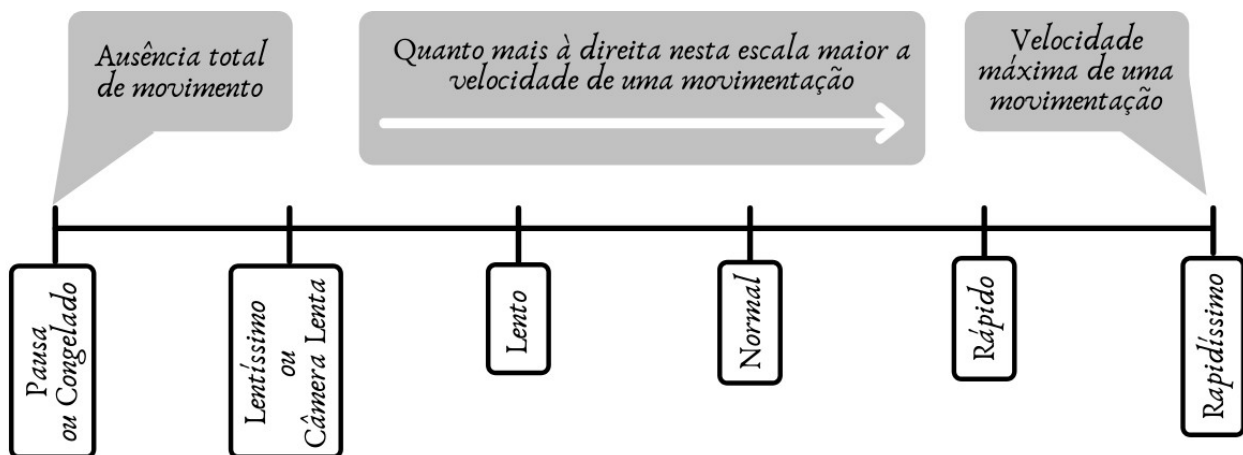 Ausência total
de movimento
Quanto mais à direita nesta escala maior a
velocidade de uma movimentação
Velocidade
máxima de uma
movimentação
Pausa
ou Congelado
Lentíssimo
ou
Câmera Lenta
Lento
Normal
Rápido
Rapidíssimo